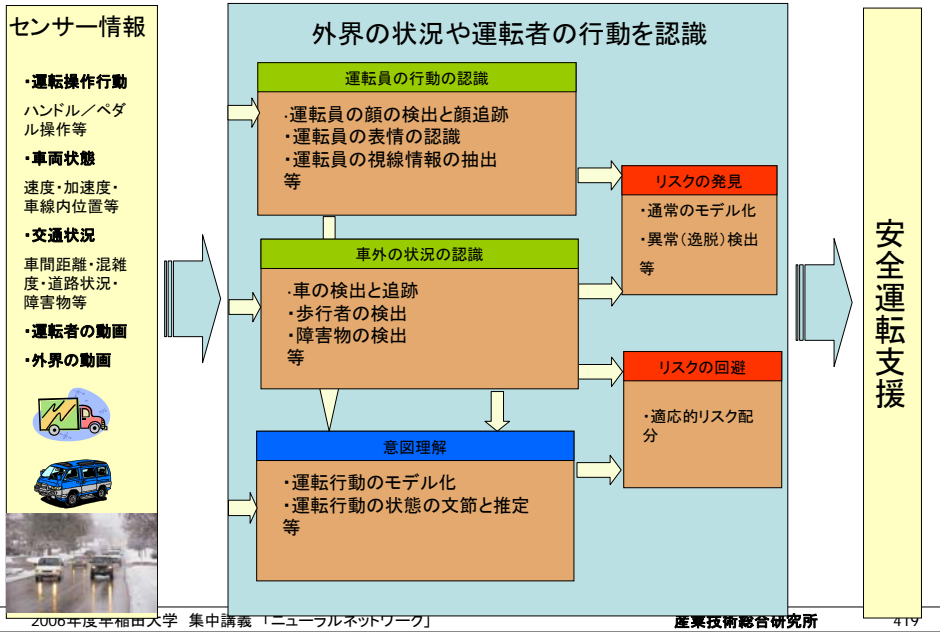 センサー情報
・運転操作行動
ハンドル／ペダ
ル操作等
・車両状態
速度・加速度・
車線内位置等
・交通状況
車間距離・混雑
度・道路状況・
障害物等
・運転者の動画
・外界の動画
外界の状況や運転者の行動を認識
運転員の行動の認識
・運転員の顔の検出と顔追跡
・運転員の表情の認識
・運転員の視線情報の抽出
等
車外の状況の認識
・車の検出と追跡
・歩行者の検出
・障害物の検出
等
意図理解
・運転行動のモデル化
・運転行動の状態の文節と推定
等
リスクの発見
・通常のモデル化
・異常（逸脱）検出
等
リスクの回避
・適応的リスク配
分
安全運転支援
2006年度早稲田大学 集中講義 「ニューラルネットワーク」
産業技術総合研究所
419